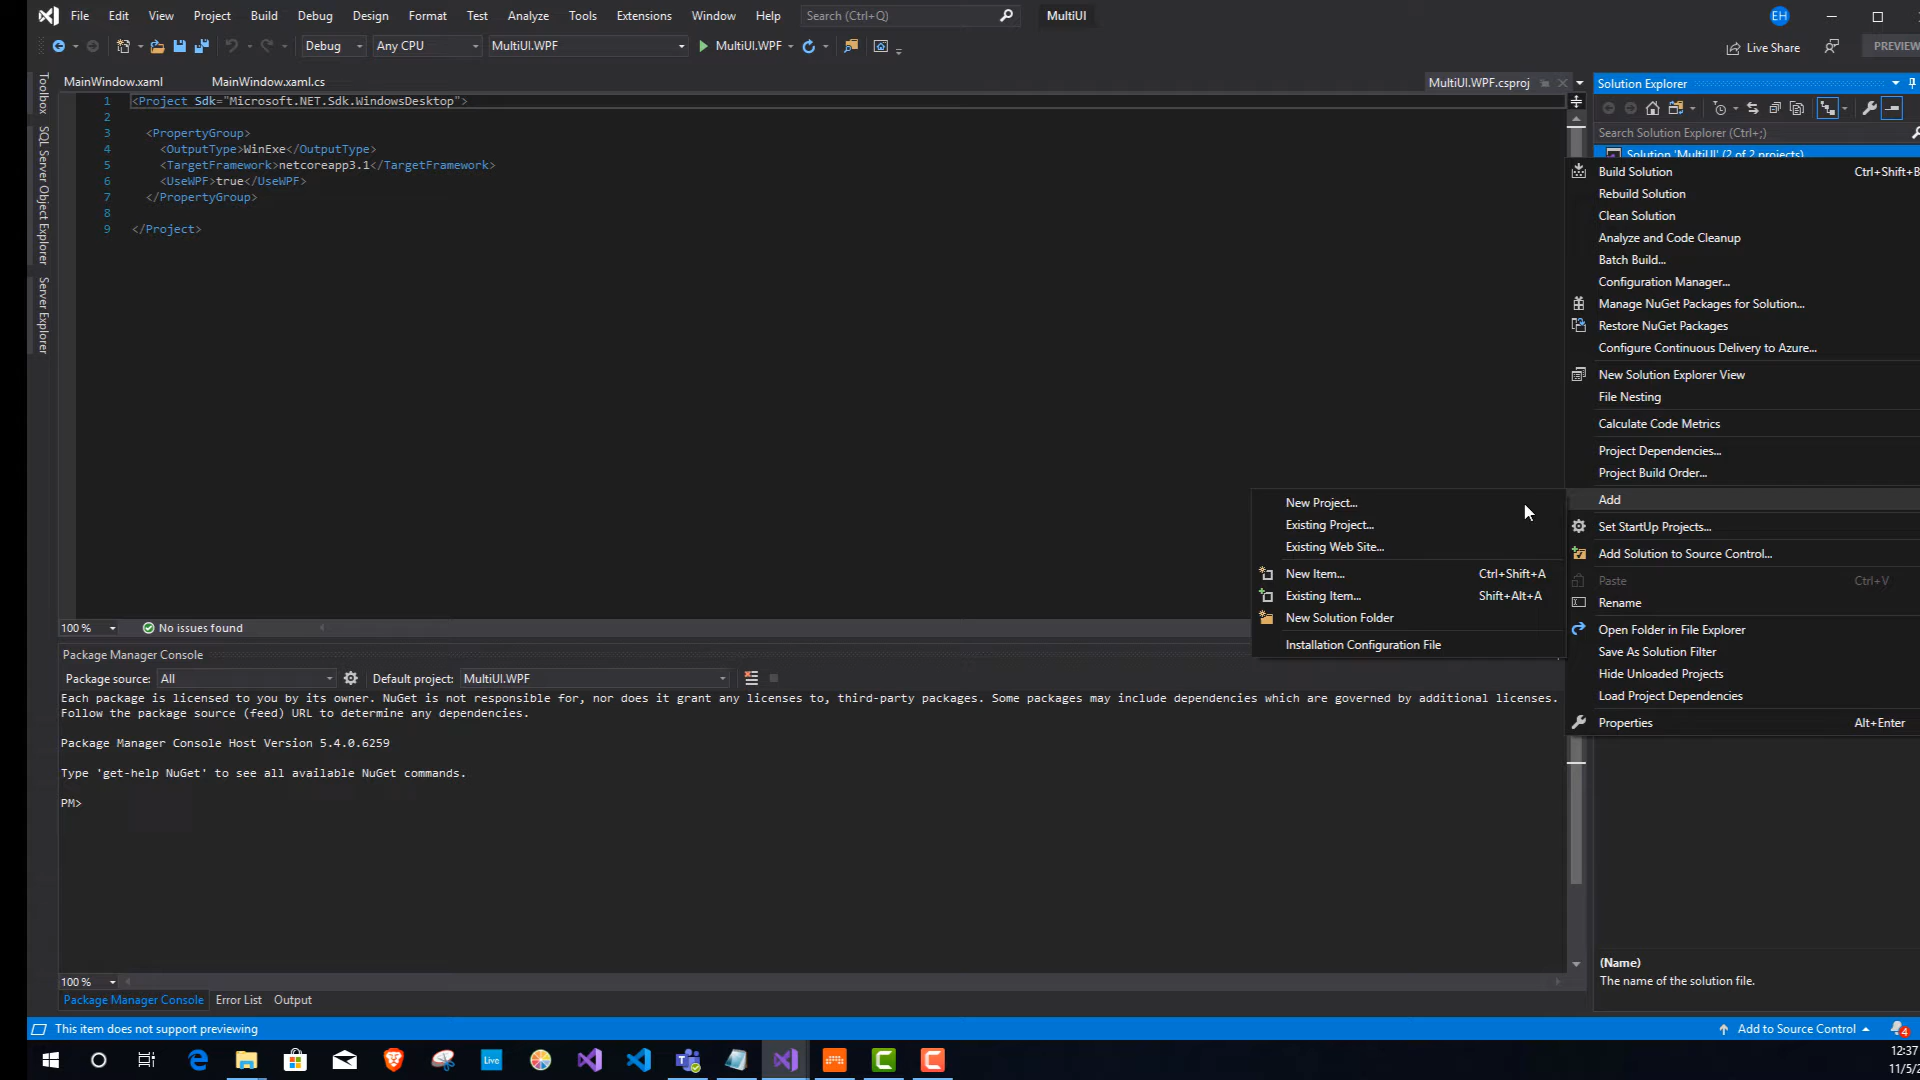 File Edit View Project Build Debug Design Format Test Analyze Tools Extensions Window Help Search (Ctrl+Q) MultiUI EH
Debug Any CPU MultiUI.WPF MultiUI.WPF Live Share PREVIEW
MainWindow.xaml MainWindow.xaml.cs MultiUI.WPF.csproj
Toolbox
SQL Server Object Explorer
Server Explorer
1 <Project Sdk="Microsoft.NET.Sdk.WindowsDesktop">
2
3 <PropertyGroup>
4 <OutputType>WinExe</OutputType>
5 <TargetFramework>netcoreapp3.1</TargetFramework>
6 <UseWPF>true</UseWPF>
7 </PropertyGroup>
8
9 </Project>
100 % No issues found
Solution Explorer
Search Solution Explorer (Ctrl+;)
Solution 'MultiUI' (2 of 2 projects)
Build Solution Ctrl+Shift+B
Rebuild Solution
Clean Solution
Analyze and Code Cleanup
Batch Build...
Configuration Manager...
Manage NuGet Packages for Solution...
Restore NuGet Packages
Configure Continuous Delivery to Azure...
New Solution Explorer View
File Nesting
Calculate Code Metrics
Project Dependencies...
Project Build Order...
Add
Set StartUp Projects...
Add Solution to Source Control...
Paste Ctrl+V
Rename
Open Folder in File Explorer
Save As Solution Filter
Hide Unloaded Projects
Load Project Dependencies
Properties Alt+Enter
New Project...
Existing Project...
Existing Web Site...
New Item... Ctrl+Shift+A
Existing Item... Shift+Alt+A
New Solution Folder
Installation Configuration File
Package Manager Console
Package source: All Default project: MultiUI.WPF
Each package is licensed to you by its owner. NuGet is not responsible for, nor does it grant any licenses to, third-party packages. Some packages may include dependencies which are governed by additional licenses.
Follow the package source (feed) URL to determine any dependencies.
Package Manager Console Host Version 5.4.0.6259
Type 'get-help NuGet' to see all available NuGet commands.
PM>
100 %
Package Manager Console Error List Output
(Name)
The name of the solution file.
This item does not support previewing Add to Source Control 4
Live
12:37
11/5/2